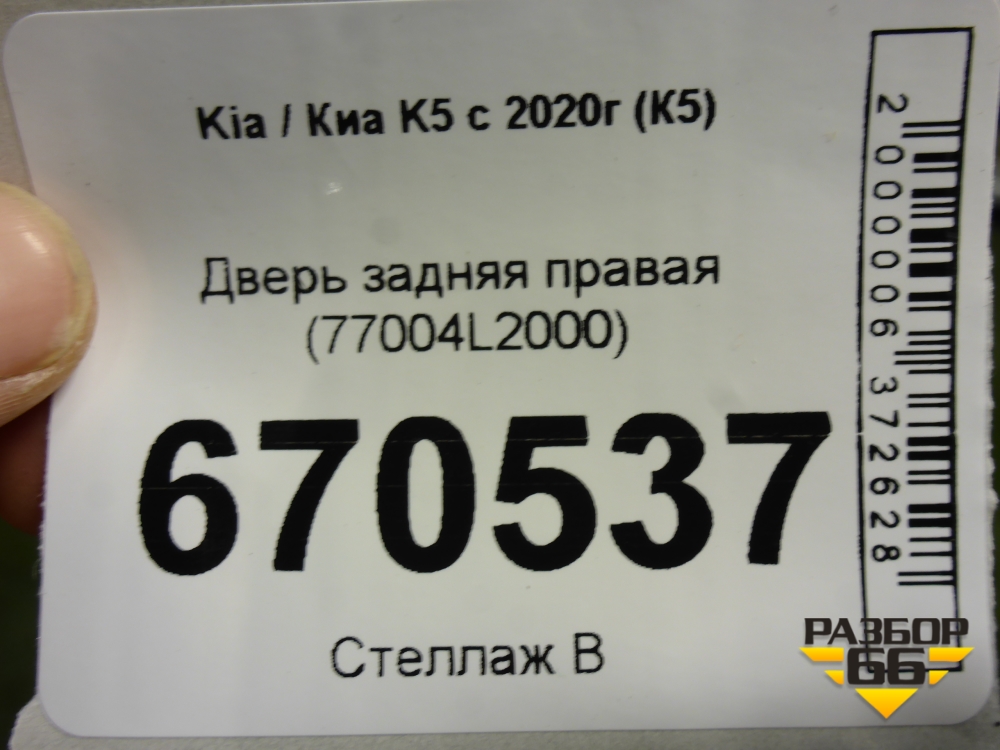 Kia / Киа K5 с 2020г (K5)
Дверь задняя правая
(77004L2000)
670537
Стеллаж В
2000006372628
РАЗБОР
66